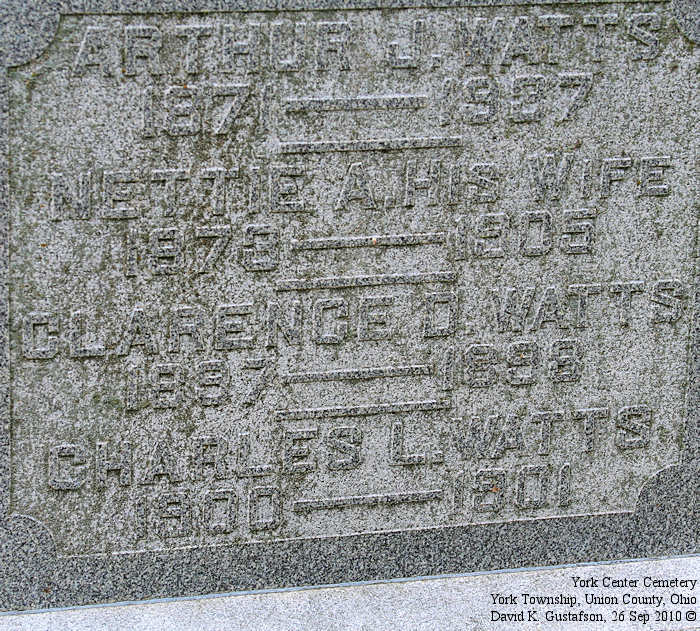 ARTHUR J. WATTS
1871 — 1937
NETTIE A. HIS WIFE
1873 — 1905
CLARENCE D. WATTS
1897 — 1898
CHARLES L. WATTS
1900 — 1901
York Center Cemetery
York Township, Union County, Ohio
David K. Gustafson, 26 Sep 2010 ©